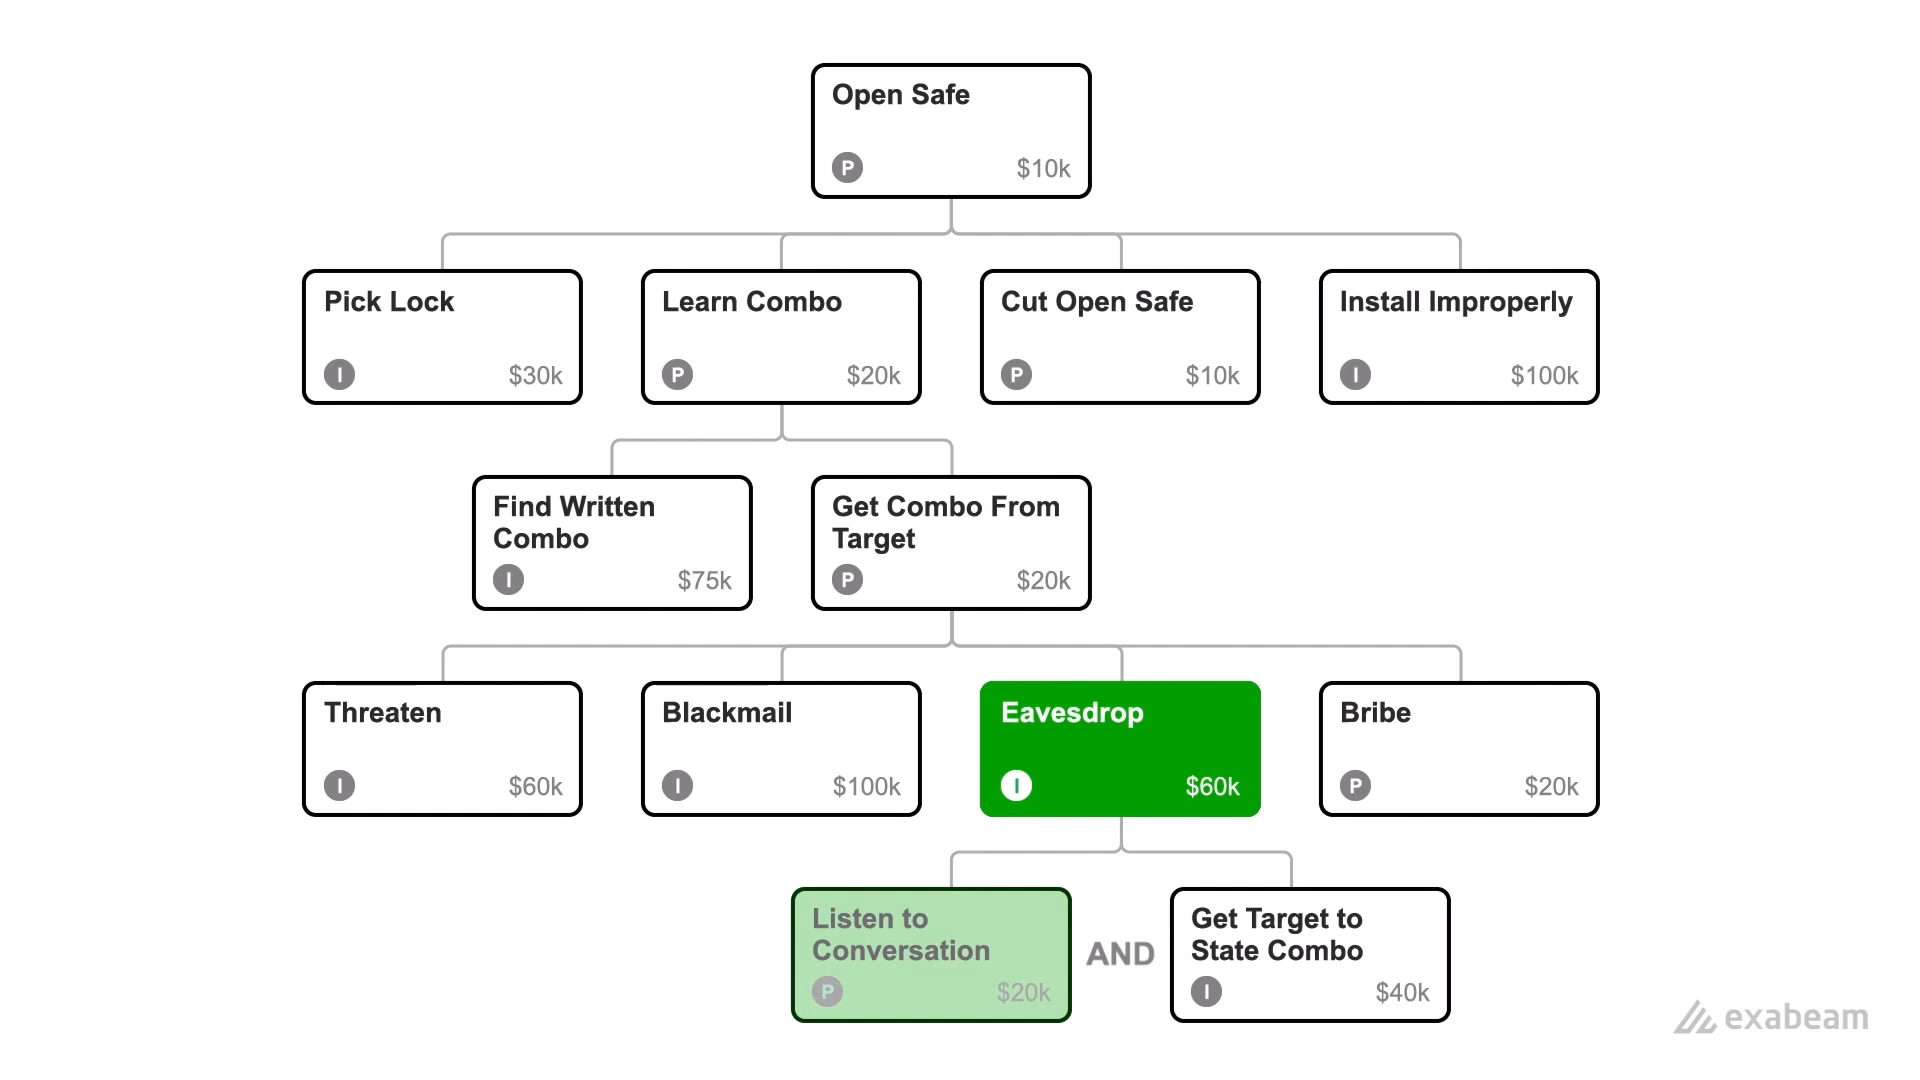 Open Safe
P $10k
Pick Lock
I $30k
Learn Combo
P $20k
Cut Open Safe
P $10k
Install Improperly
I $100k
Find Written
Combo
I $75k
Get Combo From
Target
P $20k
Threaten
I $60k
Blackmail
I $100k
Eavesdrop
I $60k
Bribe
P $20k
Listen to
Conversation
P $20k
AND
Get Target to
State Combo
I $40k
exabeam